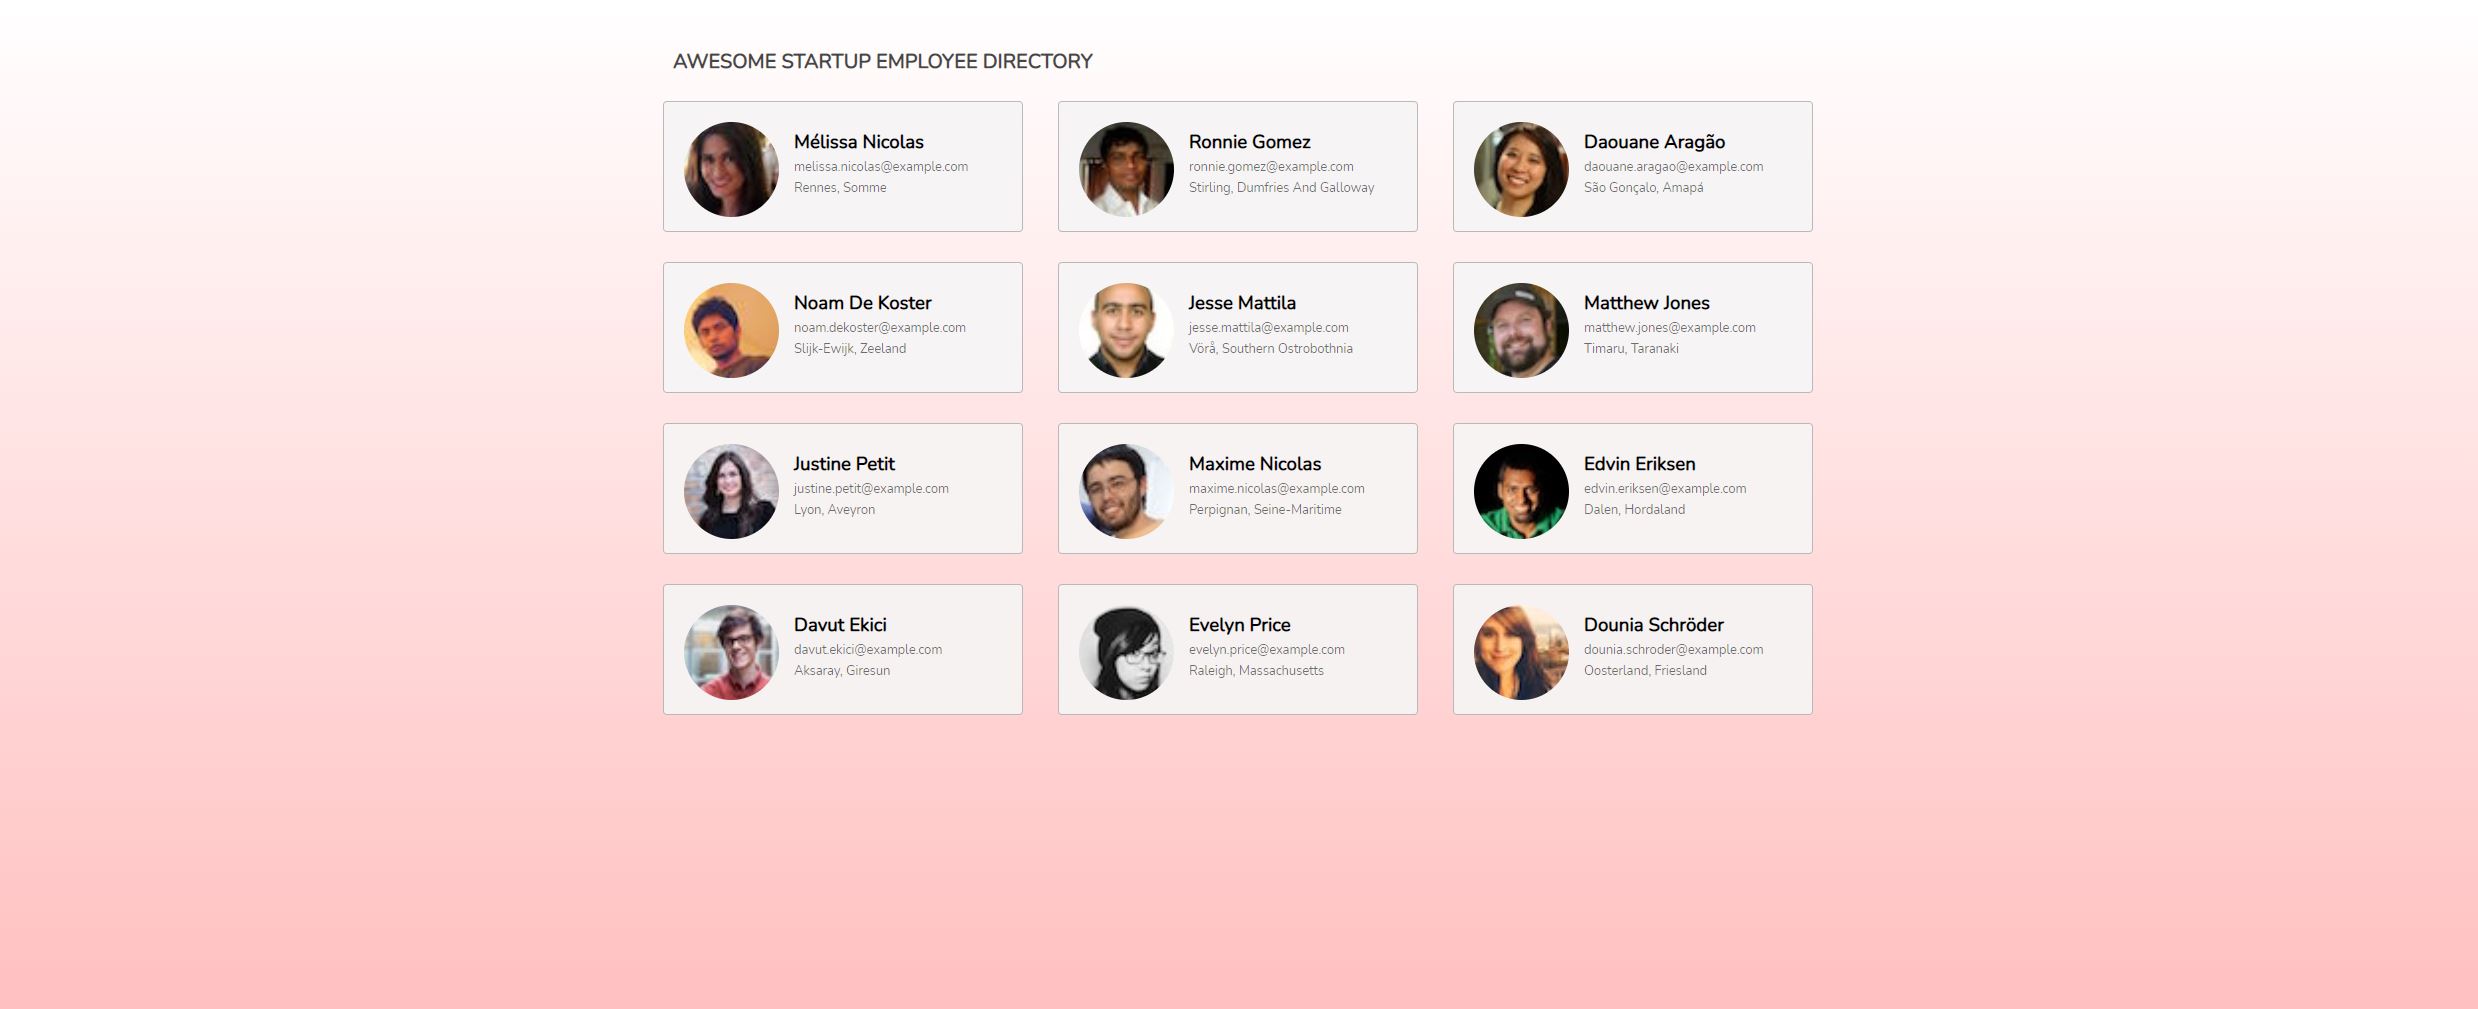 AWESOME STARTUP EMPLOYEE DIRECTORY
Mélissa Nicolas
melissa.nicolas@example.com
Rennes, Somme
Ronnie Gomez
ronnie.gomez@example.com
Stirling, Dumfries And Galloway
Daouane Aragão
daouane.aragao@example.com
São Gonçalo, Amapá
Noam De Koster
noam.dekoster@example.com
Slijk-Ewijk, Zeeland
Jesse Mattila
jesse.mattila@example.com
Vörå, Southern Ostrobothnia
Matthew Jones
matthew.jones@example.com
Timaru, Taranaki
Justine Petit
justine.petit@example.com
Lyon, Aveyron
Maxime Nicolas
maxime.nicolas@example.com
Perpignan, Seine-Maritime
Edvin Eriksen
edvin.eriksen@example.com
Dalen, Hordaland
Davut Ekici
davut.ekici@example.com
Aksaray, Giresun
Evelyn Price
evelyn.price@example.com
Raleigh, Massachusetts
Dounia Schröder
dounia.schroder@example.com
Oosterland, Friesland